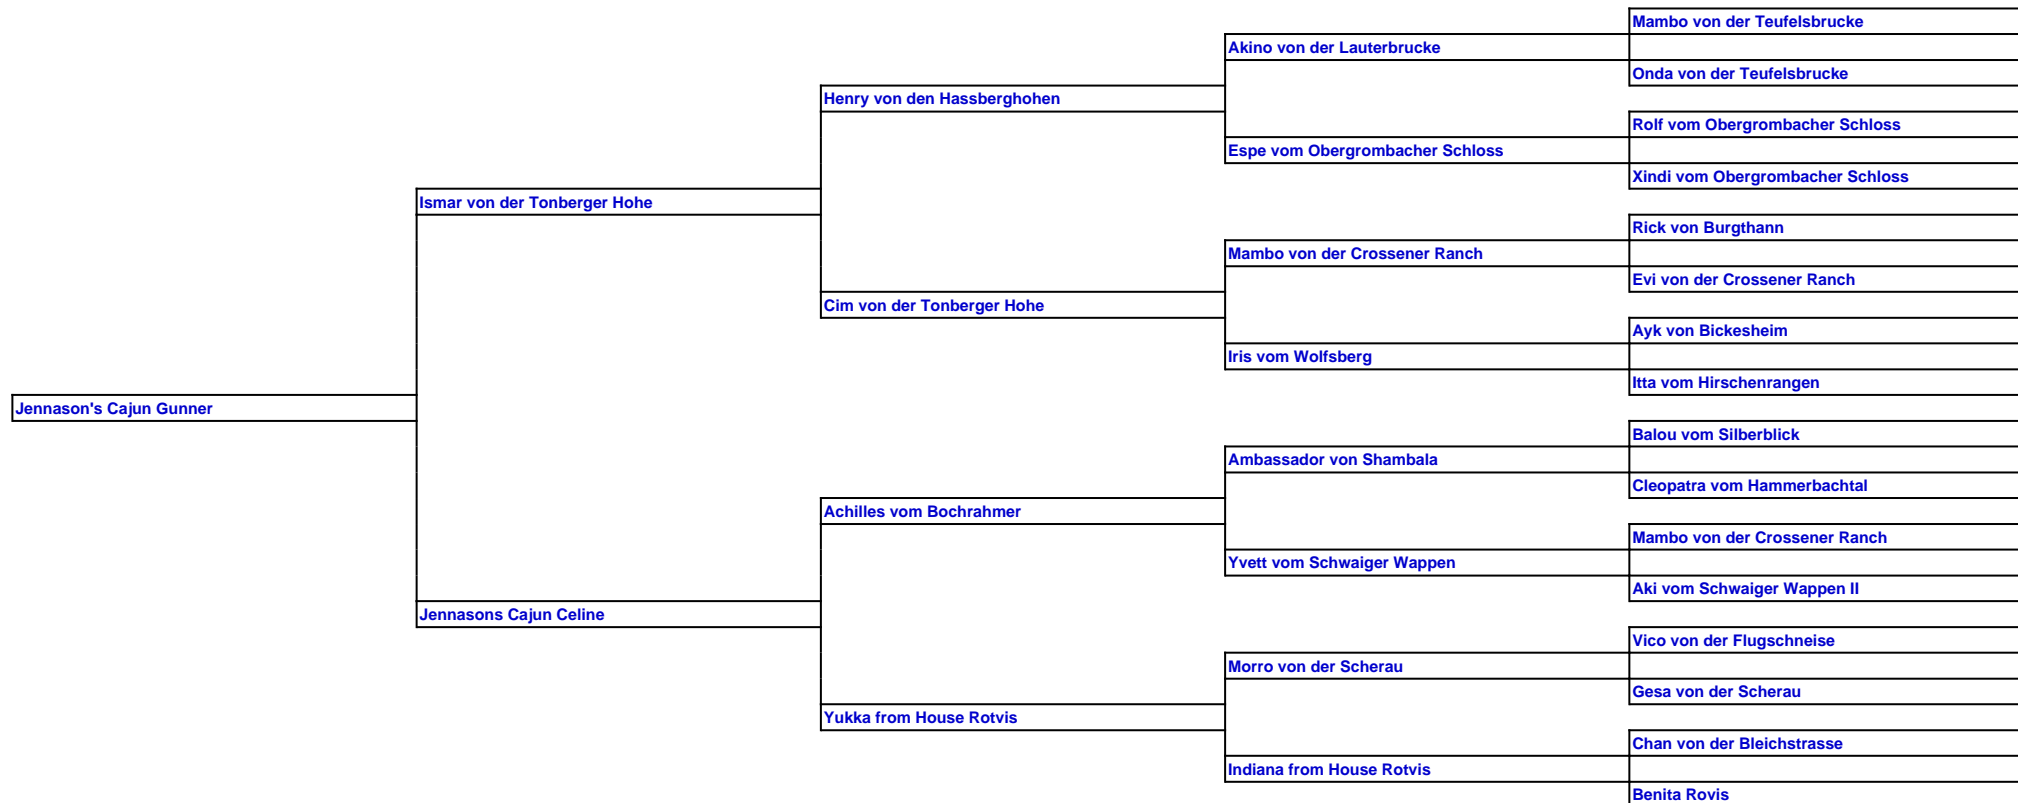 Mambo von der Teufelsbrucke
Akino von der Lauterbrucke
Onda von der Teufelsbrucke
Henry von den Hassberghohen
Rolf vom Obergrombacher Schloss
Espe vom Obergrombacher Schloss
Xindi vom Obergrombacher Schloss
Ismar von der Tonberger Hohe
Rick von Burgthann
Mambo von der Crossener Ranch
Evi von der Crossener Ranch
Cim von der Tonberger Hohe
Ayk von Bickesheim
Iris vom Wolfsberg
Itta vom Hirschenrangen
Jennason's Cajun Gunner
Balou vom Silberblick
Ambassador von Shambala
Cleopatra vom Hammerbachtal
Achilles vom Bochrahmer
Mambo von der Crossener Ranch
Yvett vom Schwaiger Wappen
Aki vom Schwaiger Wappen II
Jennasons Cajun Celine
Vico von der Flugschneise
Morro von der Scherau
Gesa von der Scherau
Yukka from House Rotvis
Chan von der Bleichstrasse
Indiana from House Rotvis
Benita Rovis